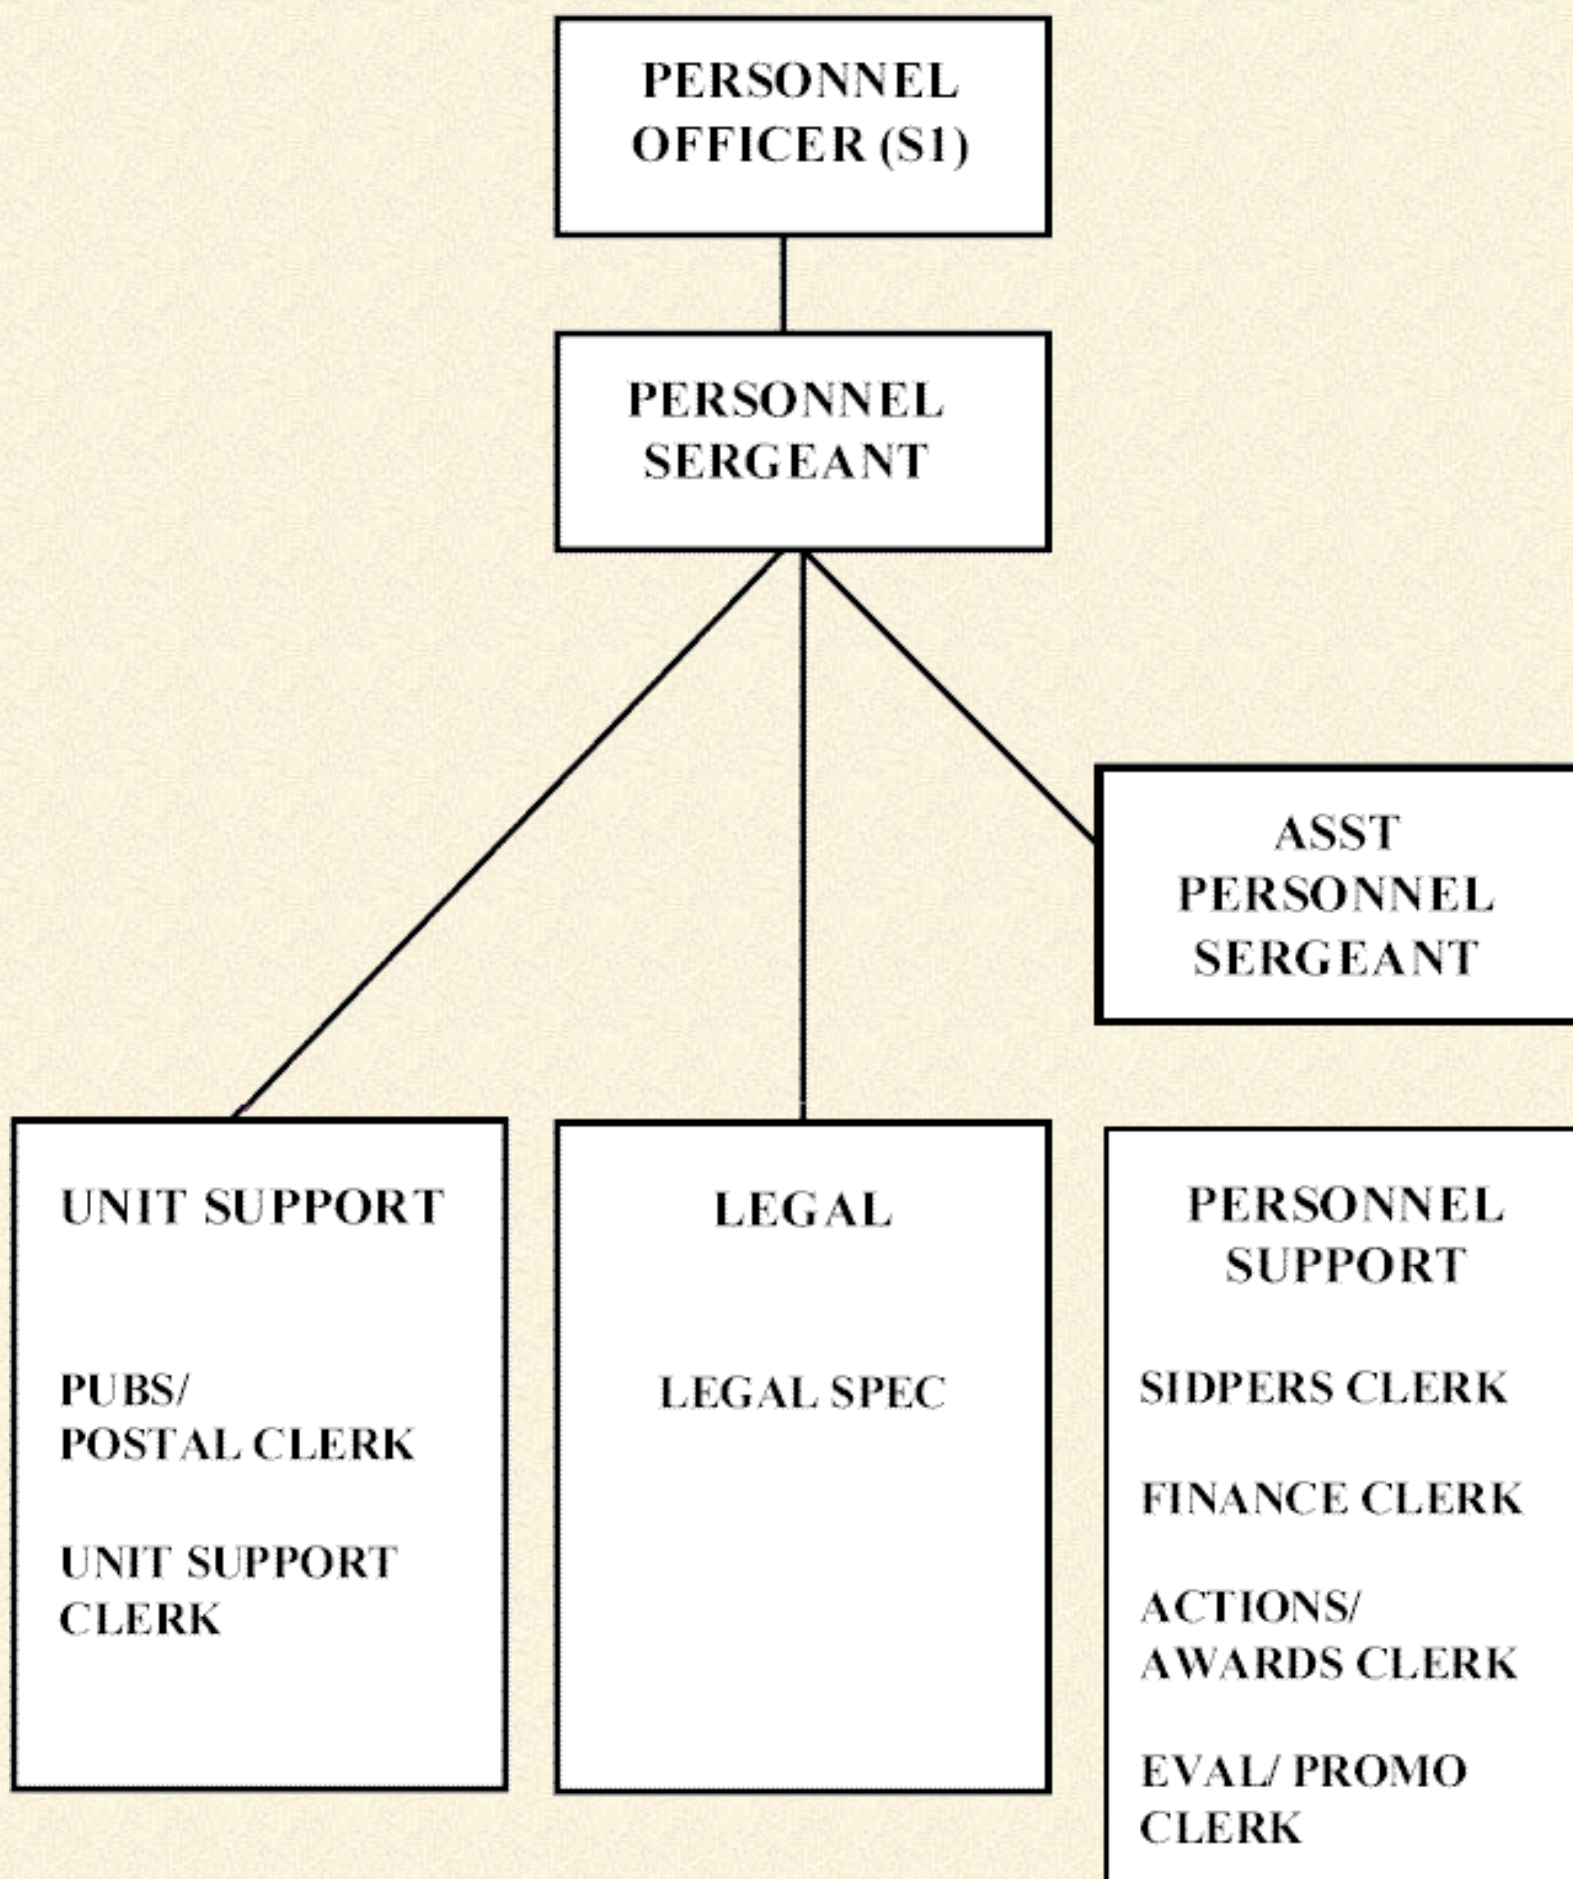 PERSONNEL
OFFICER (S1)
PERSONNEL
SERGEANT
ASST
PERSONNEL
SERGEANT
UNIT SUPPORT
PUBS/
POSTAL CLERK
UNIT SUPPORT
CLERK
LEGAL
LEGAL SPEC
PERSONNEL
SUPPORT
SIDPERS CLERK
FINANCE CLERK
ACTIONS/
AWARDS CLERK
EVAL/ PROMO
CLERK